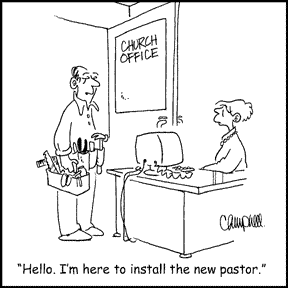 CHURCH
OFFICE
Campbell.
"Hello. I'm here to install the new pastor."